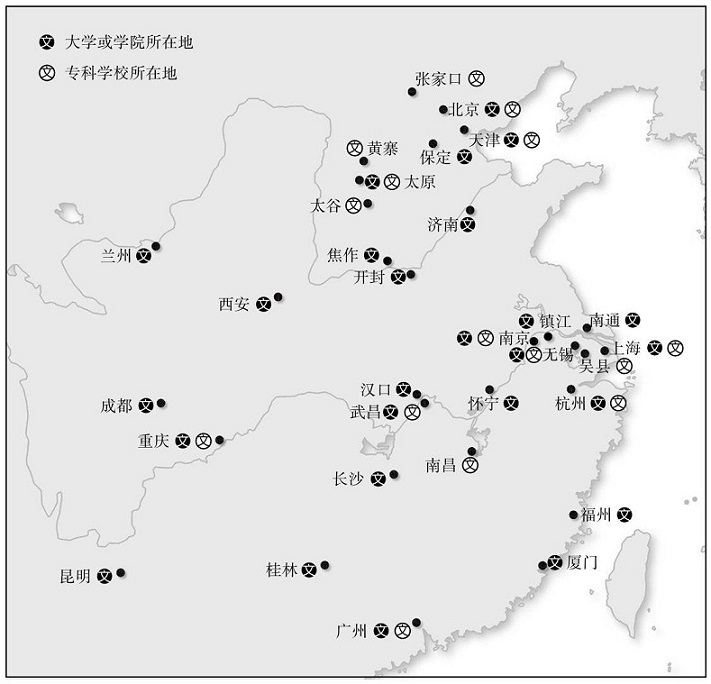 大学或学院所在地
专科学校所在地
张家口
北京
天津
黄寨
保定
太原
太谷
济南
兰州
焦作
开封
西安
镇江
南通
南京
上海
无锡
吴县
汉口
怀宁
杭州
成都
武昌
重庆
南昌
长沙
福州
昆明
桂林
厦门
广州